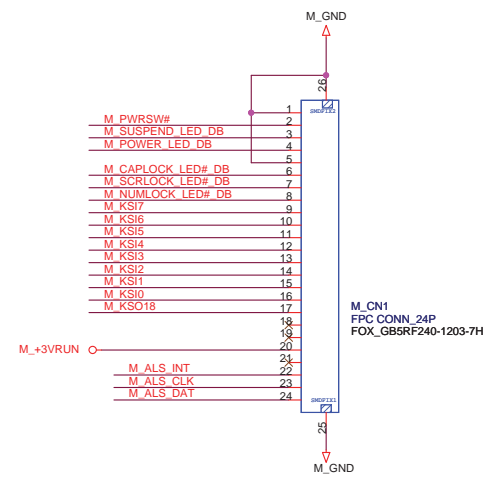 M_GND
26
SMDFIX2
1
M_PWRSW# 2
M_SUSPEND_LED_DB 3
M_POWER_LED_DB 4
5
M_CAPLOCK_LED#_DB 6
M_SCRLOCK_LED#_DB 7
M_NUMLOCK_LED#_DB 8
M_KSI7 9
M_KSI6 10
M_KSI5 11
M_KSI4 12
M_KSI3 13
M_KSI2 14
M_KSI1 15
M_KSI0 16
M_KSO18 17
18
19
M_+3VRUN 20
21
M_ALS_INT 22
M_ALS_CLK 23
M_ALS_DAT 24
M_CN1
FPC CONN_24P
FOX_GB5RF240-1203-7H
SMDFIX1
25
M_GND